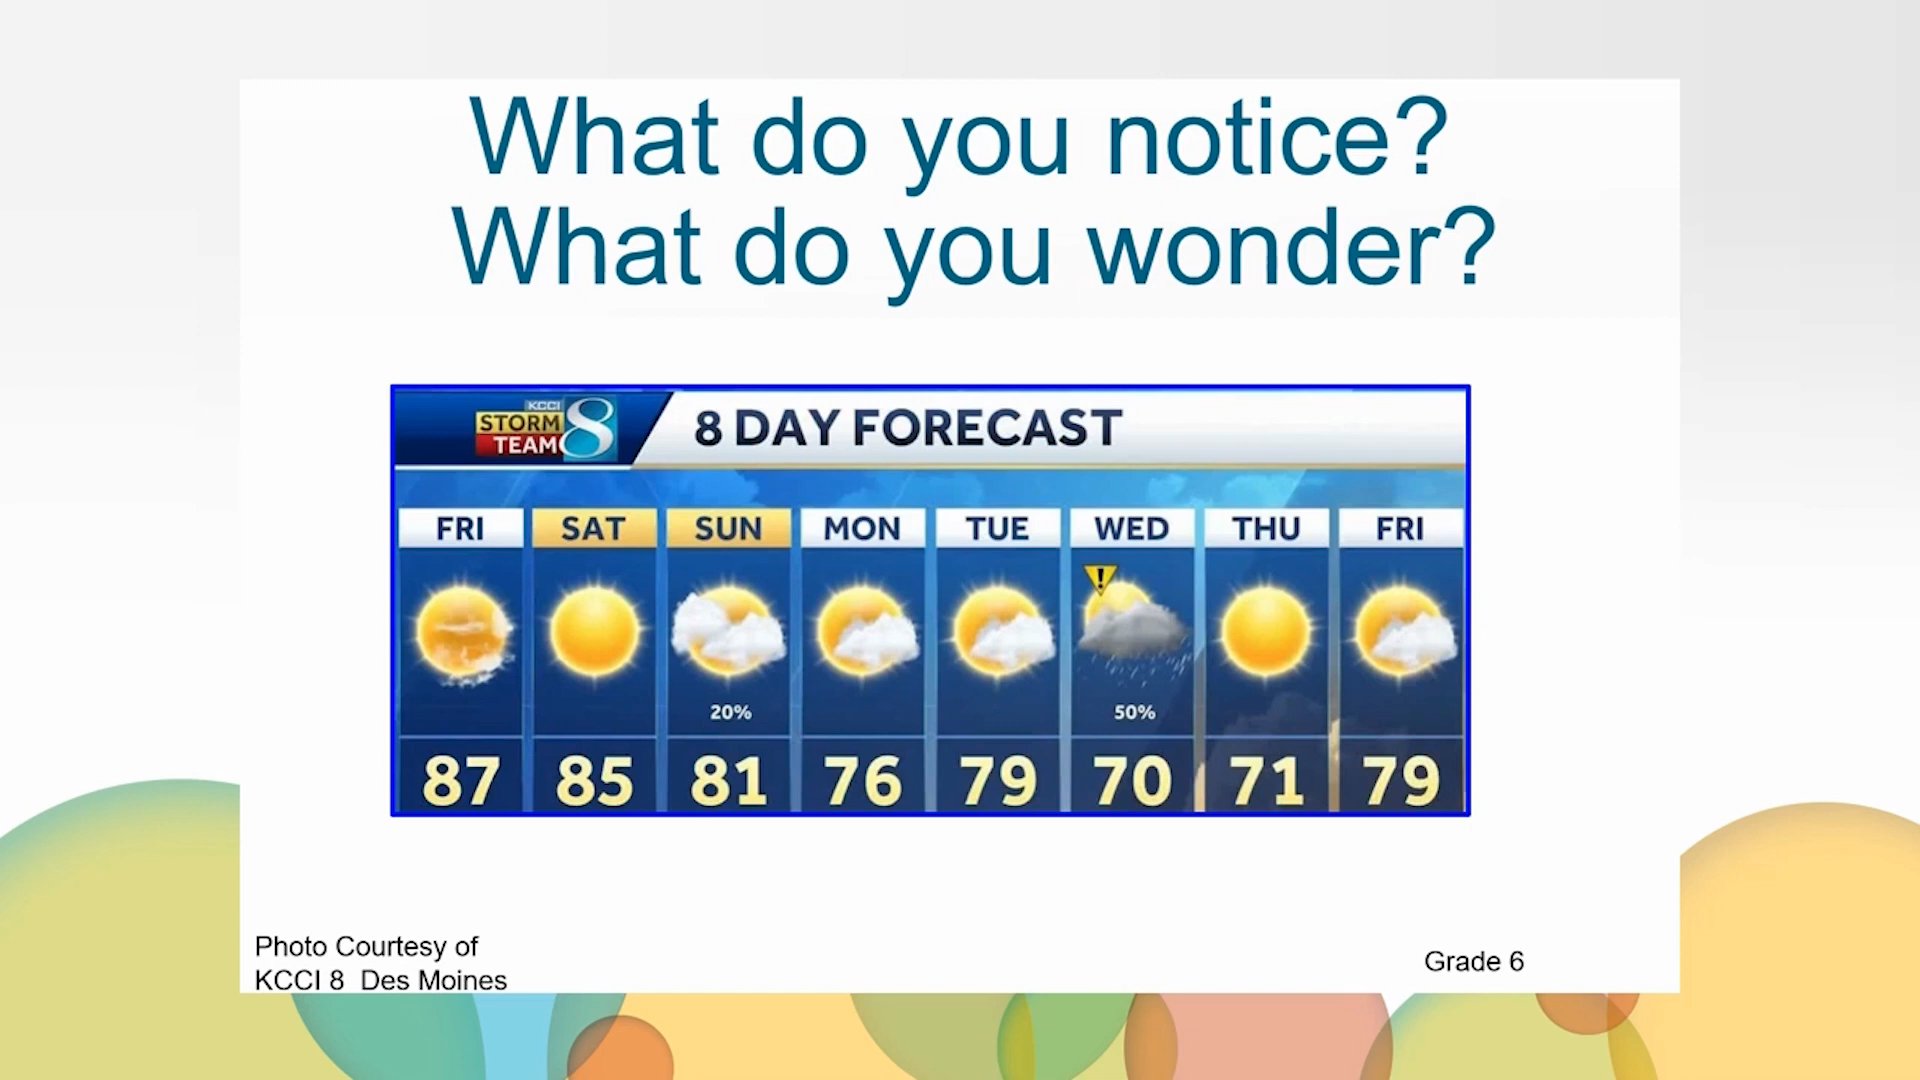 What do you notice?
What do you wonder?
KCCI
STORM
TEAM
8
8 DAY FORECAST
FRI SAT SUN MON TUE WED THU FRI
!
20% 50%
87 85 81 76 79 70 71 79
Photo Courtesy of
KCCI 8 Des Moines
Grade 6